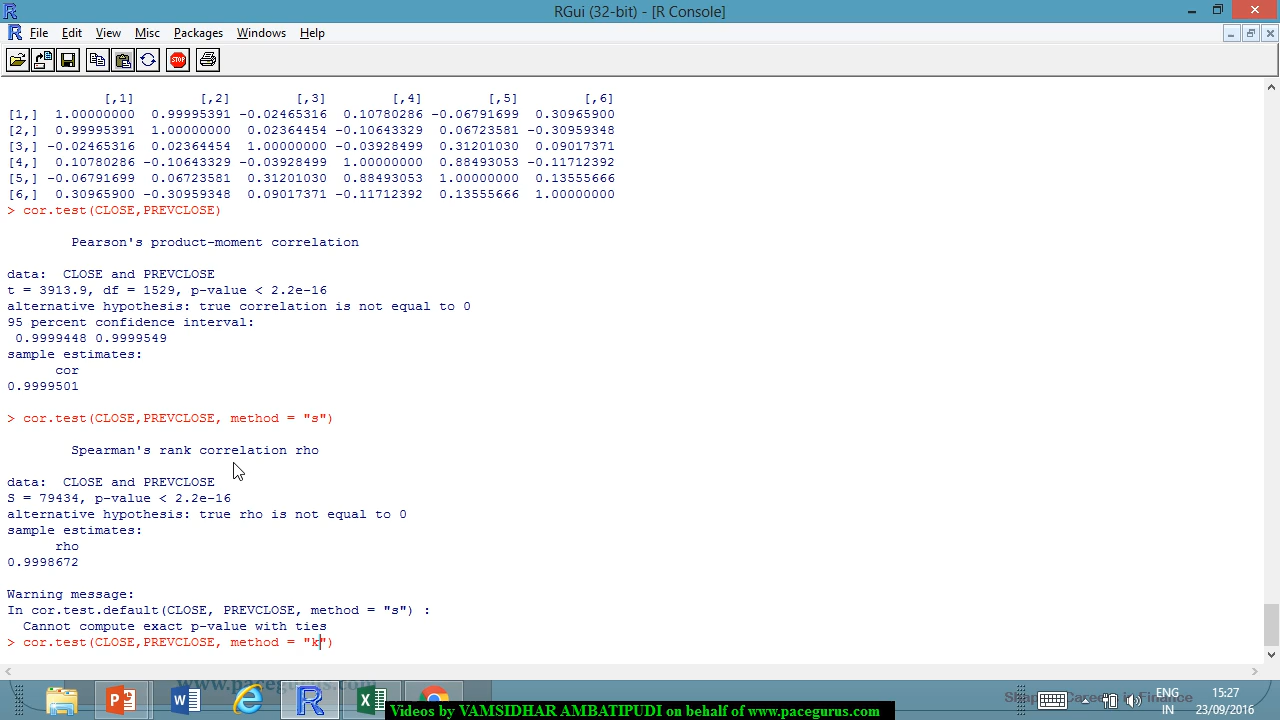 RGui (32-bit) - [R Console]
File Edit View Misc Packages Windows Help
STOP
[,1] [,2] [,3] [,4] [,5] [,6]
[1,] 1.00000000 0.99995391 -0.02465316 0.10780286 -0.06791699 0.30965900
[2,] 0.99995391 1.00000000 0.02364454 -0.10643329 0.06723581 -0.30959348
[3,] -0.02465316 0.02364454 1.00000000 -0.03928499 0.31201030 0.09017371
[4,] 0.10780286 -0.10643329 -0.03928499 1.00000000 0.88493053 -0.11712392
[5,] -0.06791699 0.06723581 0.31201030 0.88493053 1.00000000 0.13555666
[6,] 0.30965900 -0.30959348 0.09017371 -0.11712392 0.13555666 1.00000000
> cor.test(CLOSE,PREVCLOSE)
Pearson's product-moment correlation
data: CLOSE and PREVCLOSE
t = 3913.9, df = 1529, p-value < 2.2e-16
alternative hypothesis: true correlation is not equal to 0
95 percent confidence interval:
0.9999448 0.9999549
sample estimates:
cor
0.9999501
> cor.test(CLOSE,PREVCLOSE, method = "s")
Spearman's rank correlation rho
data: CLOSE and PREVCLOSE
S = 79434, p-value < 2.2e-16
alternative hypothesis: true rho is not equal to 0
sample estimates:
rho
0.9998672
Warning message:
In cor.test.default(CLOSE, PREVCLOSE, method = "s") :
Cannot compute exact p-value with ties
> cor.test(CLOSE,PREVCLOSE, method = "k")
www.pacegurus.com
Videos by VAMSIDHAR AMBATIPUDI on behalf of www.pacegurus.com
ENG
IN
15:27
23/09/2016